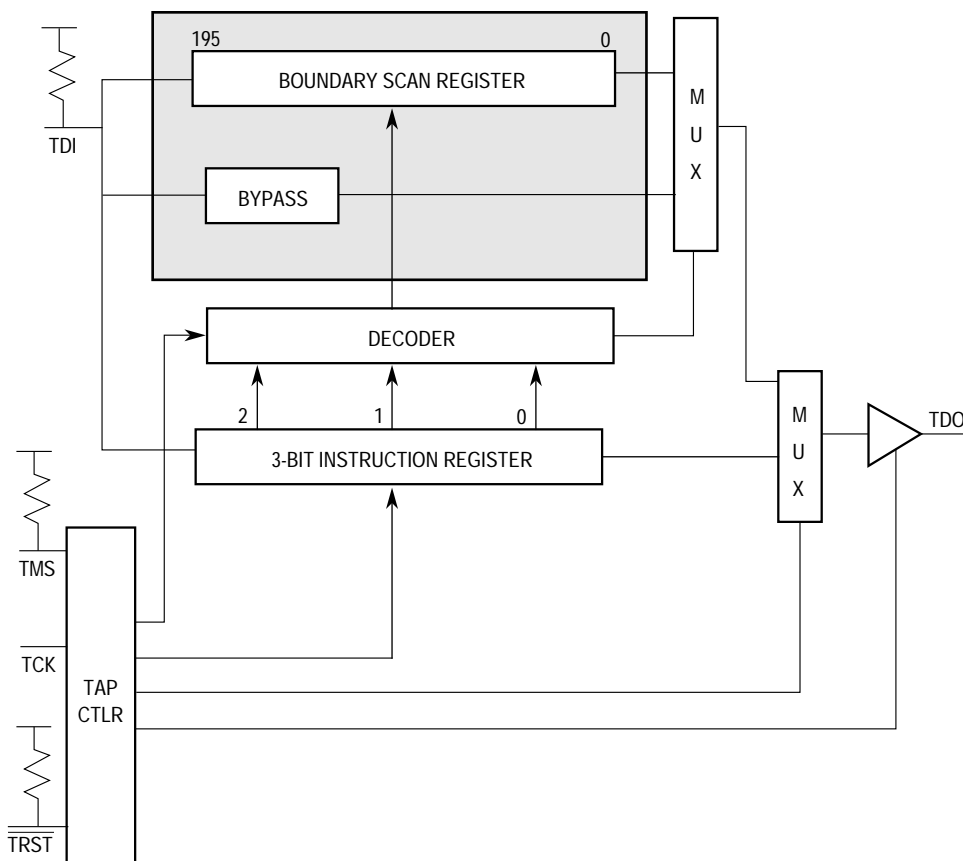 195 0
BOUNDARY SCAN REGISTER
M
U
X
TDI
BYPASS
DECODER
2 1 0
3-BIT INSTRUCTION REGISTER
M
U
X
TDO
TMS
TCK
TAP
CTLR
TRST